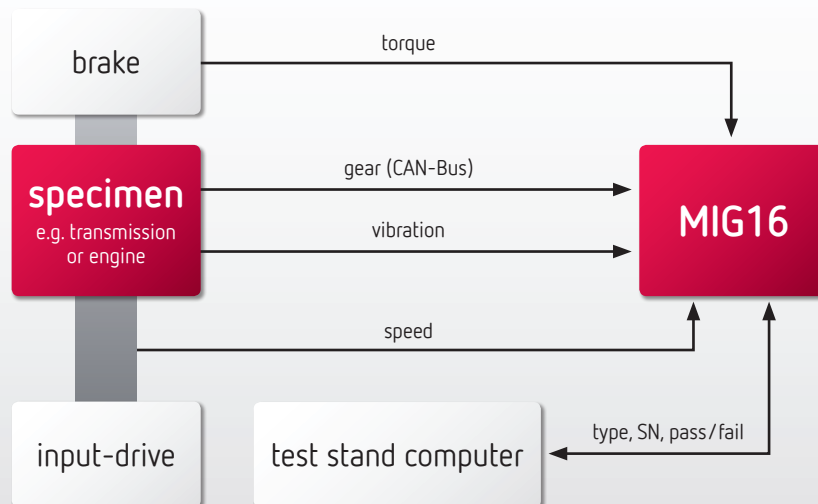 brake
torque
specimen
e.g. transmission
or engine
gear (CAN-Bus)
vibration
MIG16
speed
input-drive
test stand computer
type, SN, pass/fail